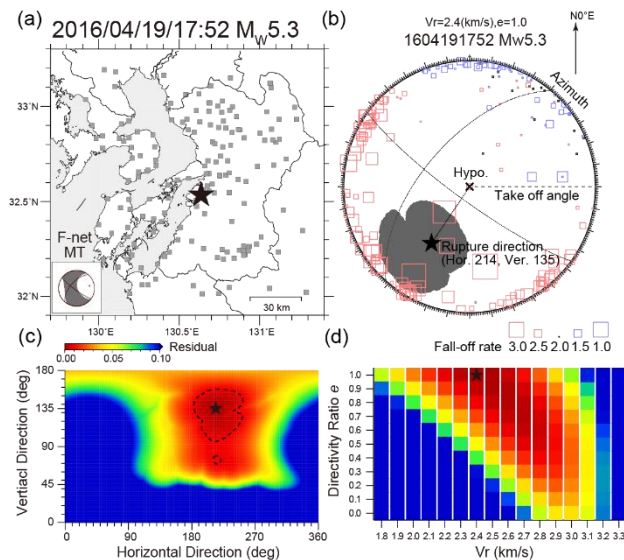 (a) 2016/04/19/17:52 Mw5.3
33°N
32.5°N
32°N
130°E 130.5°E 131°E
F-net
MT
30 km
(b) Vr=2.4(km/s),e=1.0
1604191752 Mw5.3
N0°E
Azimuth
Hypo.
Take off angle
Rupture direction
(Hor. 214, Ver. 135)
Fall-off rate
3.0 2.5 2.0 1.5 1.0
(c) 0.00 0.05 0.10 Residual
Vertiacl Direction (deg)
180
135
90
45
0
0 90 180 270 360
Horizontal Direction (deg)
(d)
Directivity Ratio e
1.0
0.9
0.8
0.7
0.6
0.5
0.4
0.3
0.2
0.1
0.0
1.8 1.9 2.0 2.1 2.2 2.3 2.4 2.5 2.6 2.7 2.8 2.9 3.0 3.1 3.2 3.3
Vr (km/s)